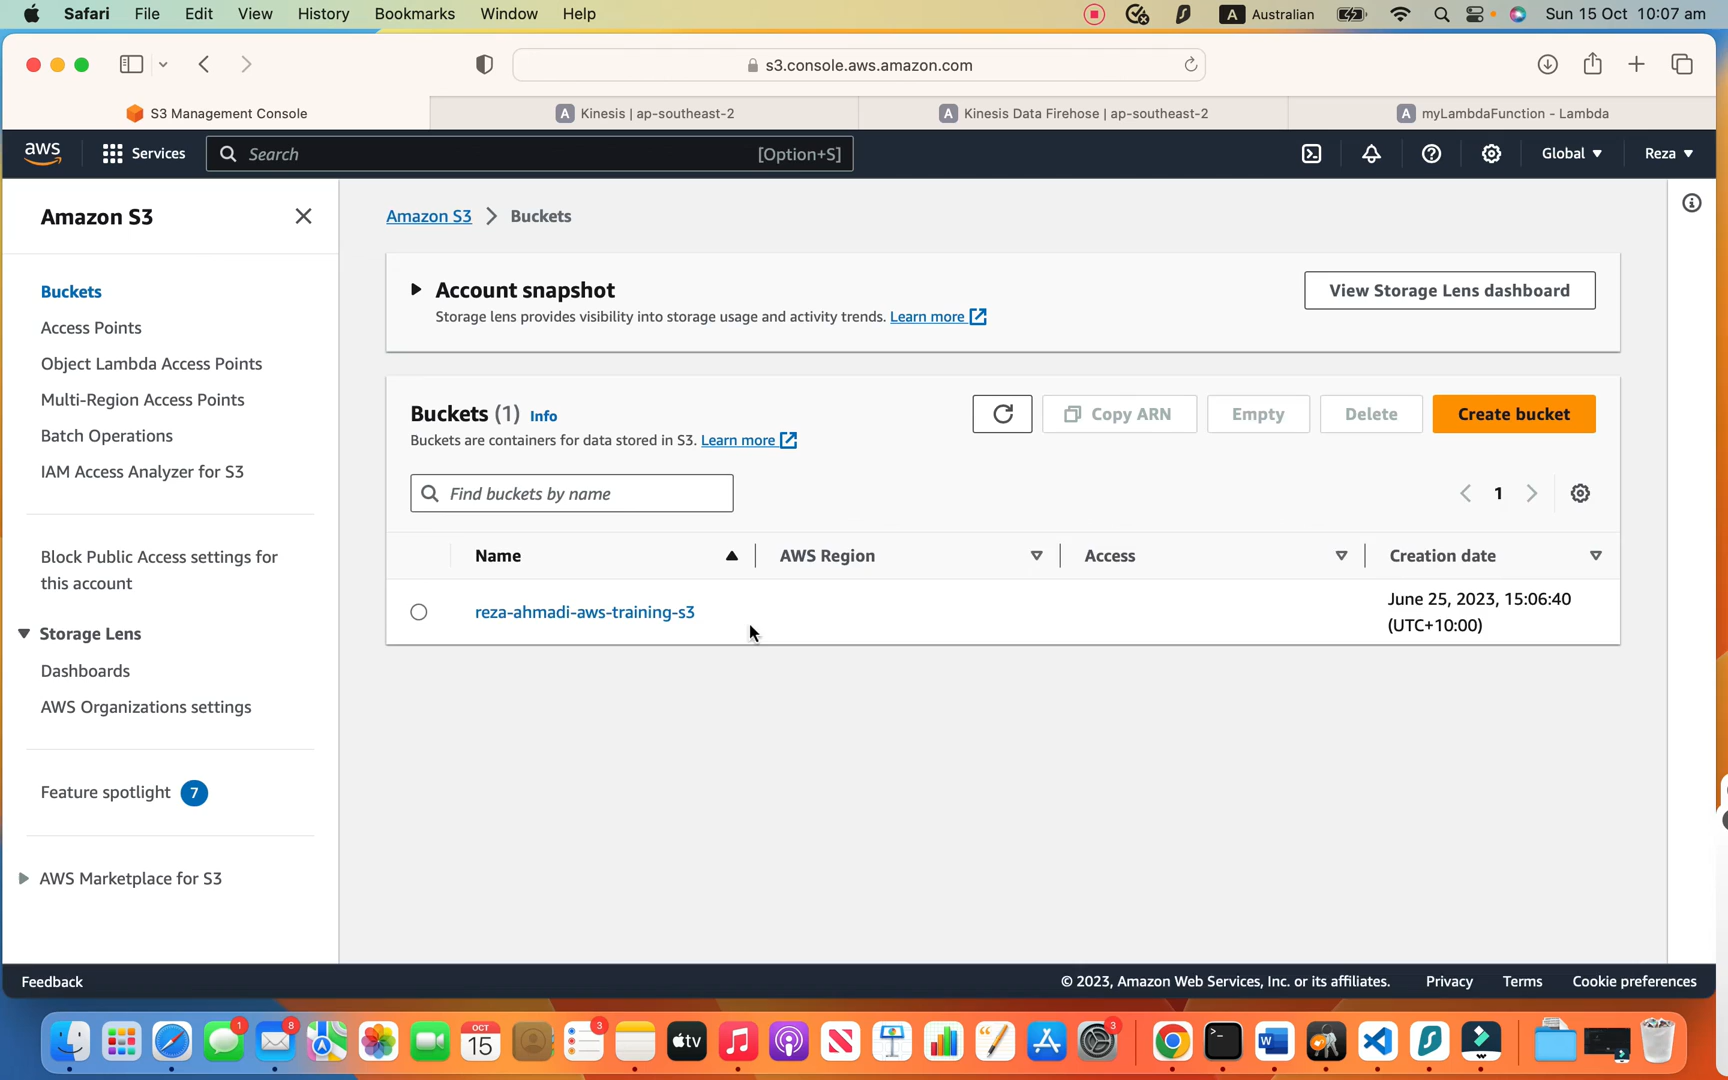 Safari File Edit View History Bookmarks Window Help A Australian Sun 15 Oct 10:07 am
s3.console.aws.amazon.com
S3 Management Console
A Kinesis | ap-southeast-2
A Kinesis Data Firehose | ap-southeast-2
A myLambdaFunction - Lambda
aws Services Search [Option+S] Global Reza
Amazon S3
Buckets
Access Points
Object Lambda Access Points
Multi-Region Access Points
Batch Operations
IAM Access Analyzer for S3
Block Public Access settings for
this account
Storage Lens
Dashboards
AWS Organizations settings
Feature spotlight 7
AWS Marketplace for S3
Amazon S3 > Buckets
Account snapshot
Storage lens provides visibility into storage usage and activity trends. Learn more
View Storage Lens dashboard
Buckets (1) Info
Buckets are containers for data stored in S3. Learn more
Copy ARN Empty Delete Create bucket
Find buckets by name
1
Name AWS Region Access Creation date
reza-ahmadi-aws-training-s3
June 25, 2023, 15:06:40
(UTC+10:00)
Feedback © 2023, Amazon Web Services, Inc. or its affiliates. Privacy Terms Cookie preferences
1 8 OCT 15 3 tv 3 W